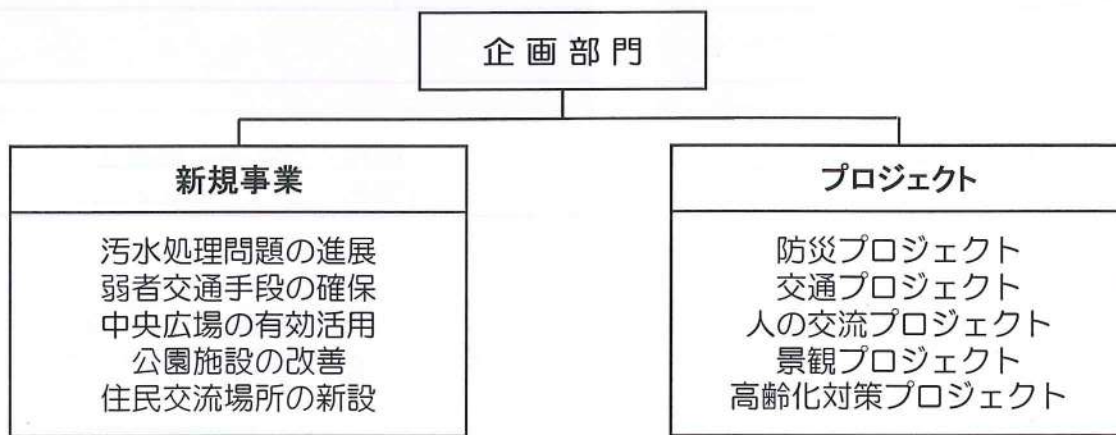 企画部門
新規事業
汚水処理問題の進展
弱者交通手段の確保
中央広場の有効活用
公園施設の改善
住民交流場所の新設
プロジェクト
防災プロジェクト
交通プロジェクト
人の交流プロジェクト
景観プロジェクト
高齢化対策プロジェクト